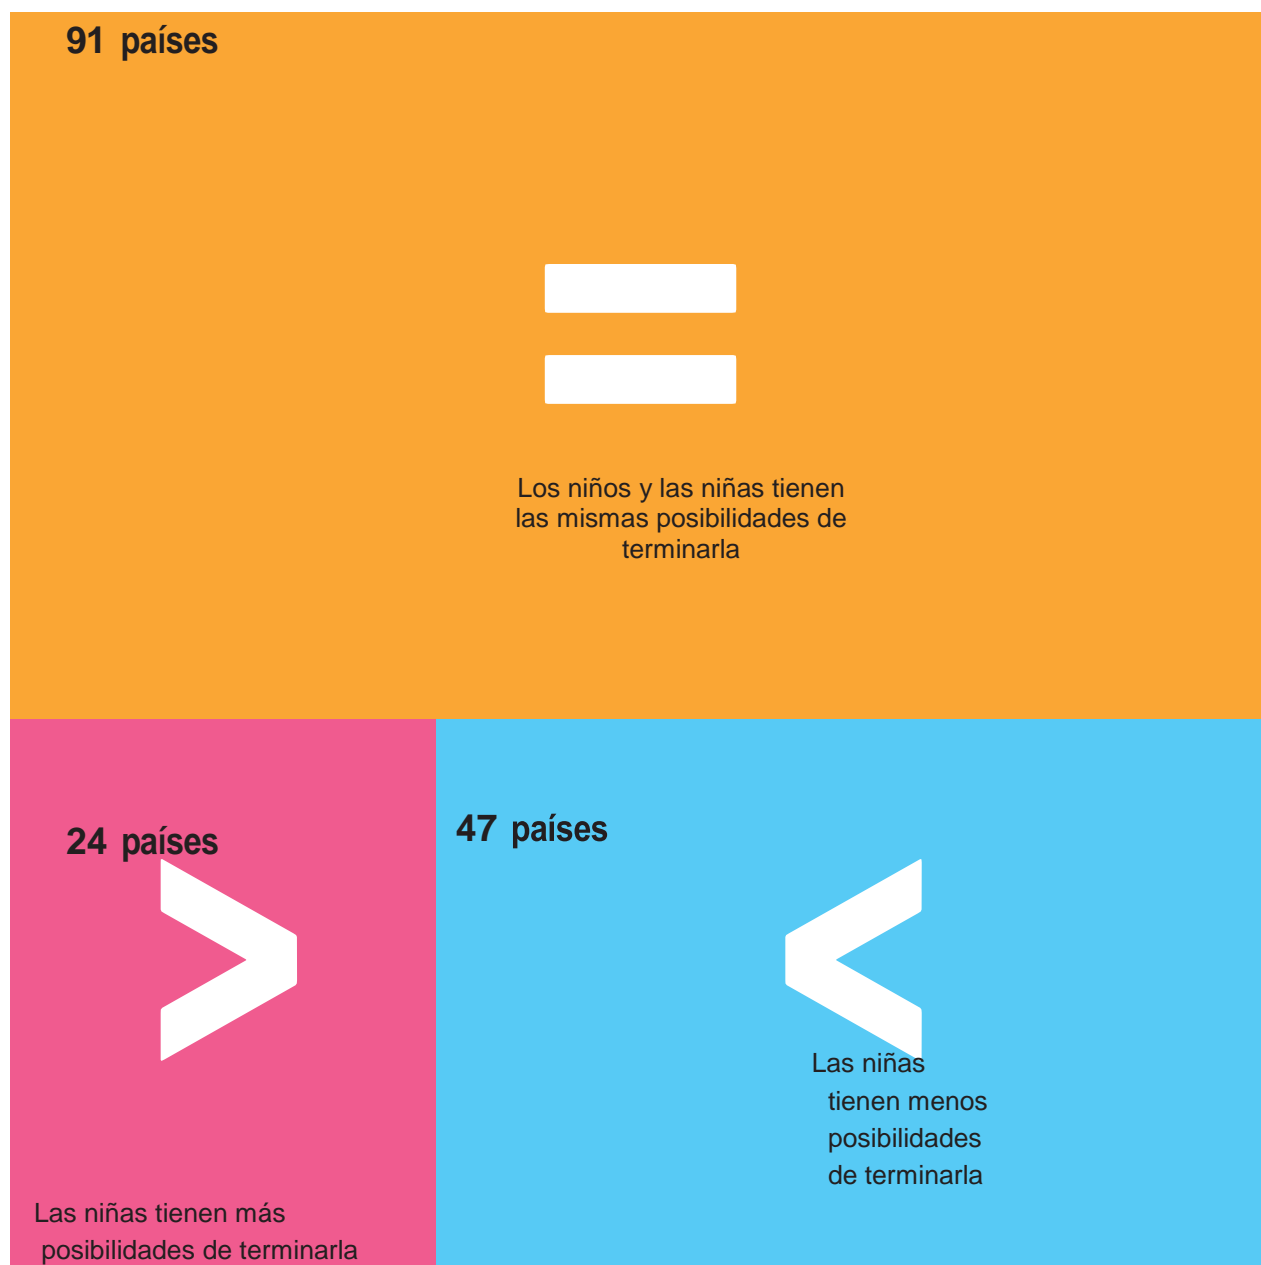 91 países
=
Los niños y las niñas tienen
las mismas posibilidades de
terminarla
24 países
>
Las niñas tienen más
posibilidades de terminarla
47 países
<
Las niñas
tienen menos
posibilidades
de terminarla